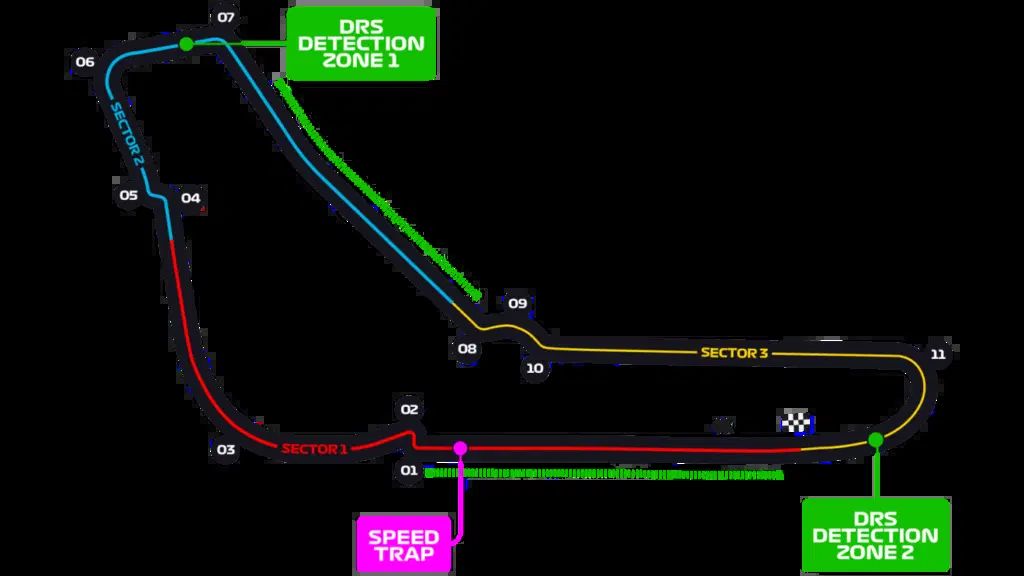 07
DRS
DETECTION
ZONE 1
06
SECTOR 2
05
04
09
08
10
SECTOR 3
11
02
03
SECTOR 1
01
SPEED
TRAP
DRS
DETECTION
ZONE 2